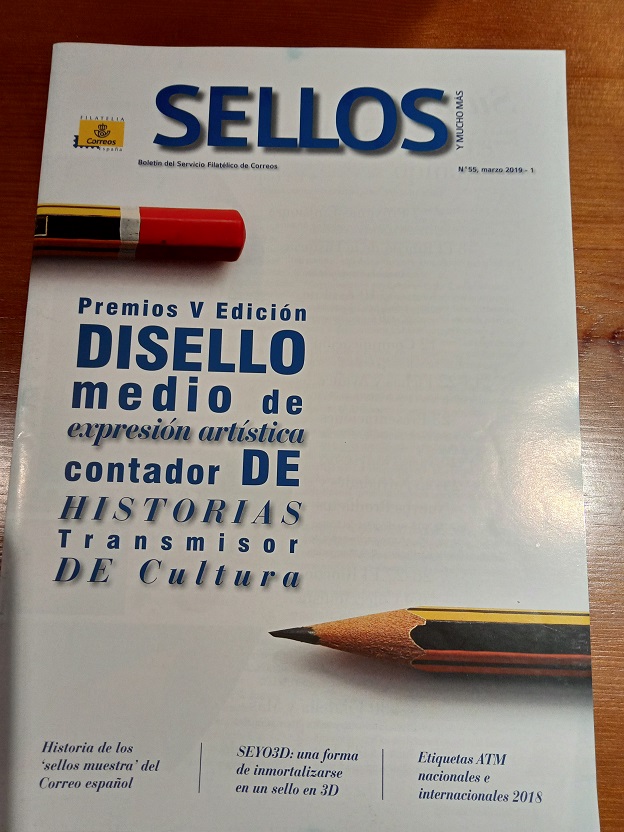 FILATELIA
Correos
España
SELLOS
Y MUCHO MÁS
Boletín del Servicio Filatélico de Correos
N.º 55, marzo 2019 - 1
Premios V Edición
DISELLO
medio de
expresión artística
contador DE
HISTORIAS
Transmisor
DE Cultura
Historia de los
‘sellos muestra’ del
Correo español
SEYO3D: una forma
de inmortalizarse
en un sello en 3D
Etiquetas ATM
nacionales e
internacionales 2018